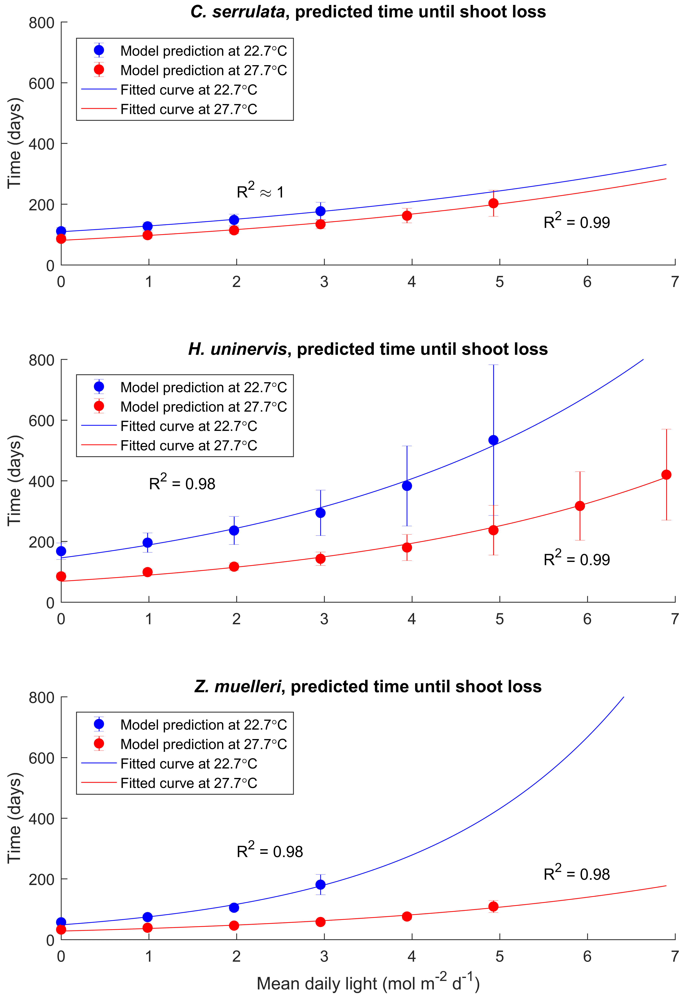 C. serrulata, predicted time until shoot loss
800
Model prediction at 22.7°C
Model prediction at 27.7°C
Fitted curve at 22.7°C
Fitted curve at 27.7°C
600
400
200
0
Time (days)
R² ≈ 1
R² = 0.99
0 1 2 3 4 5 6 7
H. uninervis, predicted time until shoot loss
800
Model prediction at 22.7°C
Model prediction at 27.7°C
Fitted curve at 22.7°C
Fitted curve at 27.7°C
600
400
200
0
Time (days)
R² = 0.98
R² = 0.99
0 1 2 3 4 5 6 7
Z. muelleri, predicted time until shoot loss
800
Model prediction at 22.7°C
Model prediction at 27.7°C
Fitted curve at 22.7°C
Fitted curve at 27.7°C
600
400
200
0
Time (days)
R² = 0.98
R² = 0.98
0 1 2 3 4 5 6 7
Mean daily light (mol m⁻² d⁻¹)